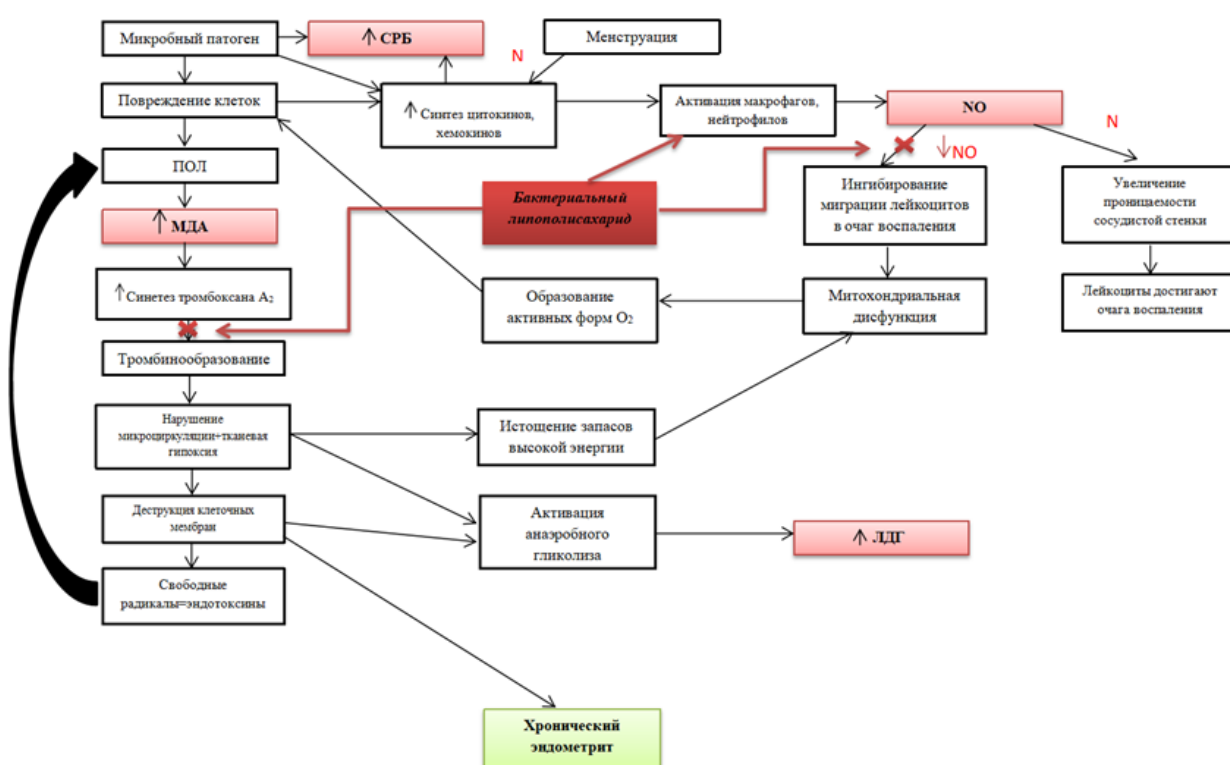 Микробный патоген
↑ СРБ
Менструация
N
Повреждение клеток
↑ Синтез цитокинов,
хемокинов
Активация макрофагов,
нейтрофилов
NO
N
↓NO
ПОЛ
Бактериальный
липополисахарид
Ингибирование
миграции лейкоцитов
в очаг воспаления
Увеличение
проницаемости
сосудистой стенки
↑ МДА
↑ Синетез тромбоксана А₂
Образование
активных форм О₂
Митохондриальная
дисфункция
Лейкоциты достигают
очага воспаления
Тромбинообразование
Нарушение
микроциркуляции+тканевая
гипоксия
Истощение запасов
высокой энергии
Деструкция клеточных
мембран
Активация
анаэробного
гликолиза
↑ ЛДГ
Свободные
радикалы=эндотоксины
Хронический
эндометрит